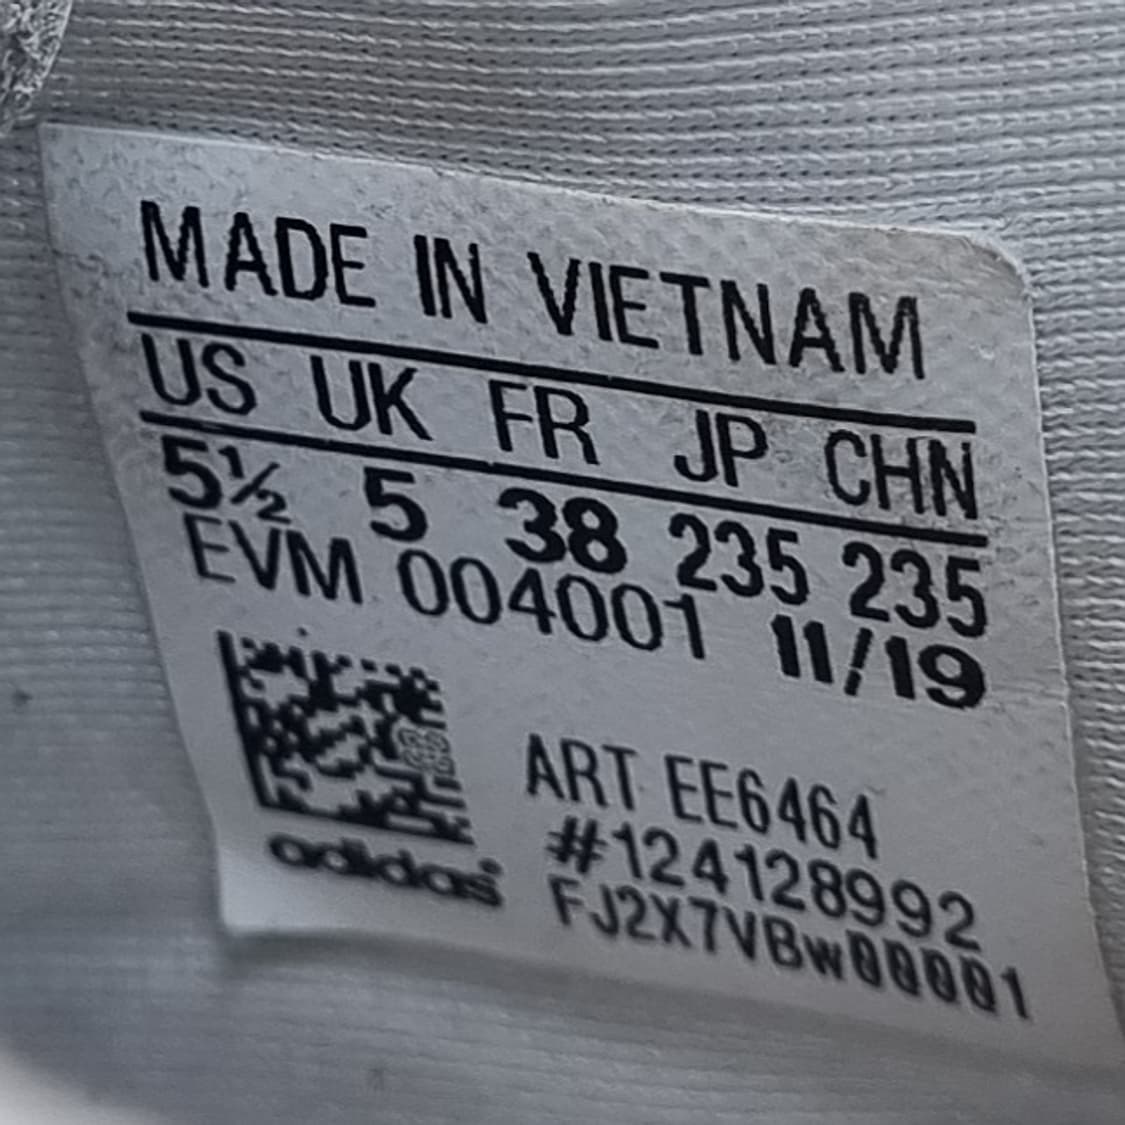 MADE IN VIETNAM
US UK FR JP CHN
5½ 5 38 235 235
EVM 004001 11/19
ART EE6464
#124128992
FJ2X7VBw00001
adidas